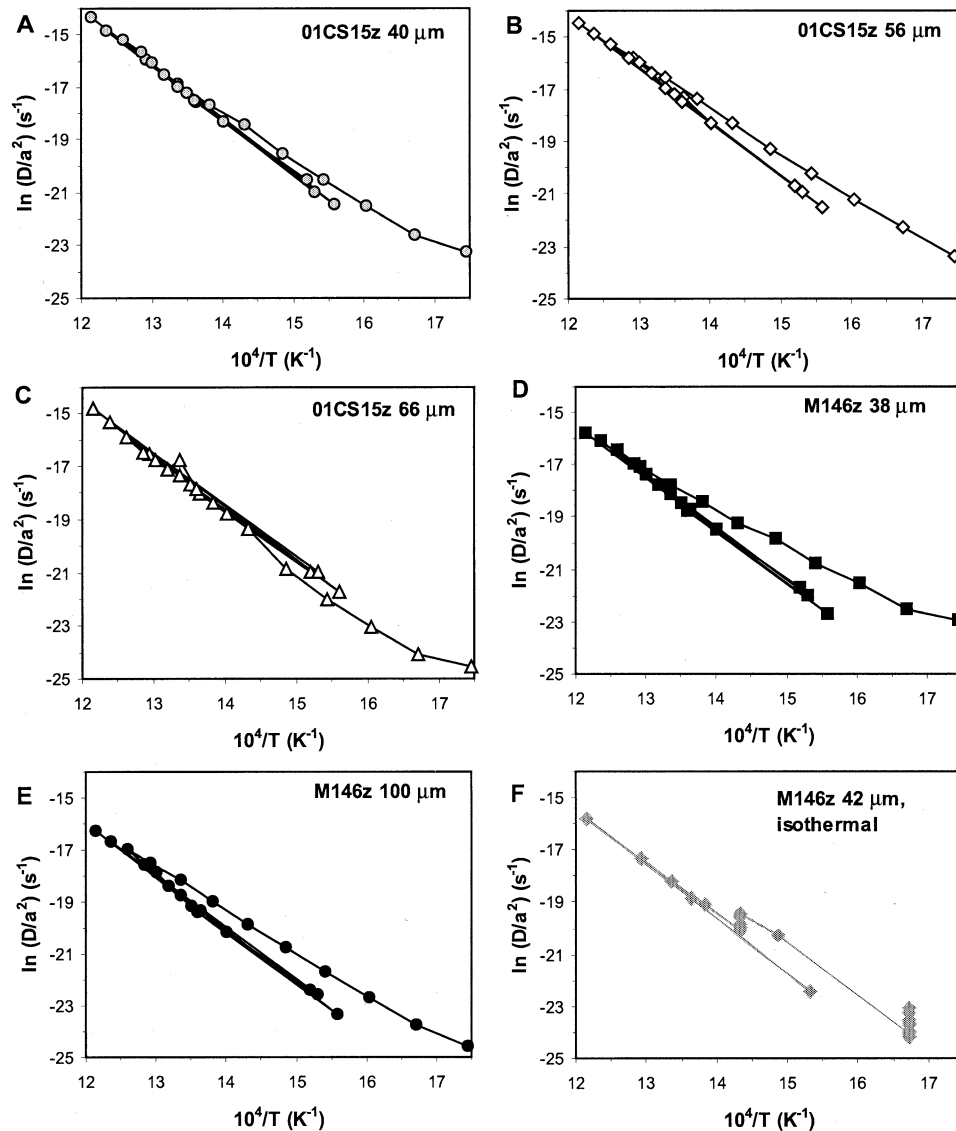 A
01CS15z 40 μm
-15
-17
-19
-21
-23
-25
ln (D/a²) (s⁻¹)
12 13 14 15 16 17
10⁴/T (K⁻¹)
B
01CS15z 56 μm
-15
-17
-19
-21
-23
-25
ln (D/a²) (s⁻¹)
12 13 14 15 16 17
10⁴/T (K⁻¹)
C
01CS15z 66 μm
-15
-17
-19
-21
-23
-25
ln (D/a²) (s⁻¹)
12 13 14 15 16 17
10⁴/T (K⁻¹)
D
M146z 38 μm
-15
-17
-19
-21
-23
-25
ln (D/a²) (s⁻¹)
12 13 14 15 16 17
10⁴/T (K⁻¹)
E
M146z 100 μm
-15
-17
-19
-21
-23
-25
ln (D/a²) (s⁻¹)
12 13 14 15 16 17
10⁴/T (K⁻¹)
F
M146z 42 μm,
isothermal
-15
-17
-19
-21
-23
-25
ln (D/a²) (s⁻¹)
12 13 14 15 16 17
10⁴/T (K⁻¹)